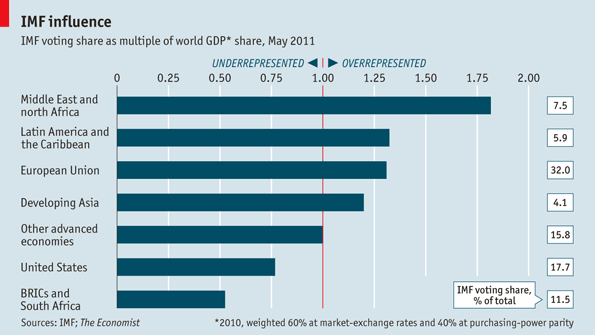 IMF influence
IMF voting share as multiple of world GDP* share, May 2011
UNDERREPRESENTED ◄ | ► OVERREPRESENTED
0 0.25 0.50 0.75 1.00 1.25 1.50 1.75 2.00
Middle East and
north Africa
7.5
Latin America and
the Caribbean
5.9
European Union
32.0
Developing Asia
4.1
Other advanced
economies
15.8
United States
17.7
BRICs and
South Africa
IMF voting share,
% of total
11.5
Sources: IMF; The Economist
*2010, weighted 60% at market-exchange rates and 40% at purchasing-power parity